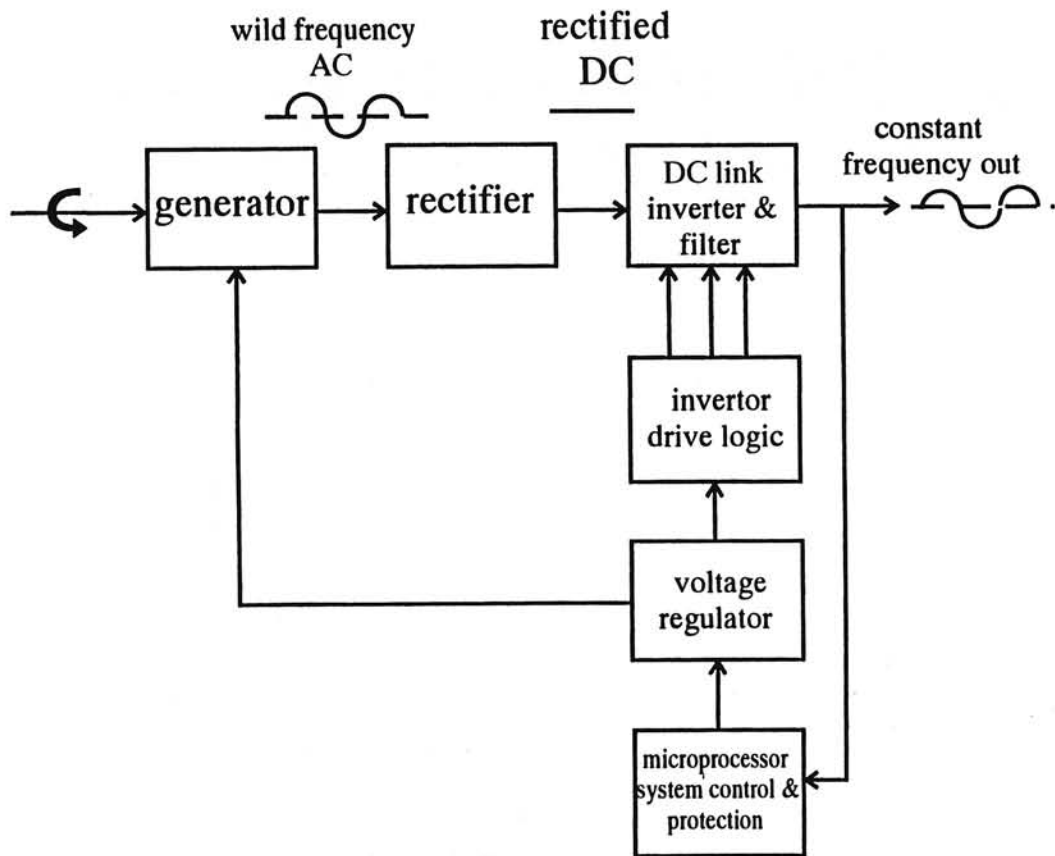 wild frequency
AC
rectified
DC
constant
frequency out
generator
rectifier
DC link
inverter &
filter
invertor
drive logic
voltage
regulator
microprocessor
system control &
protection